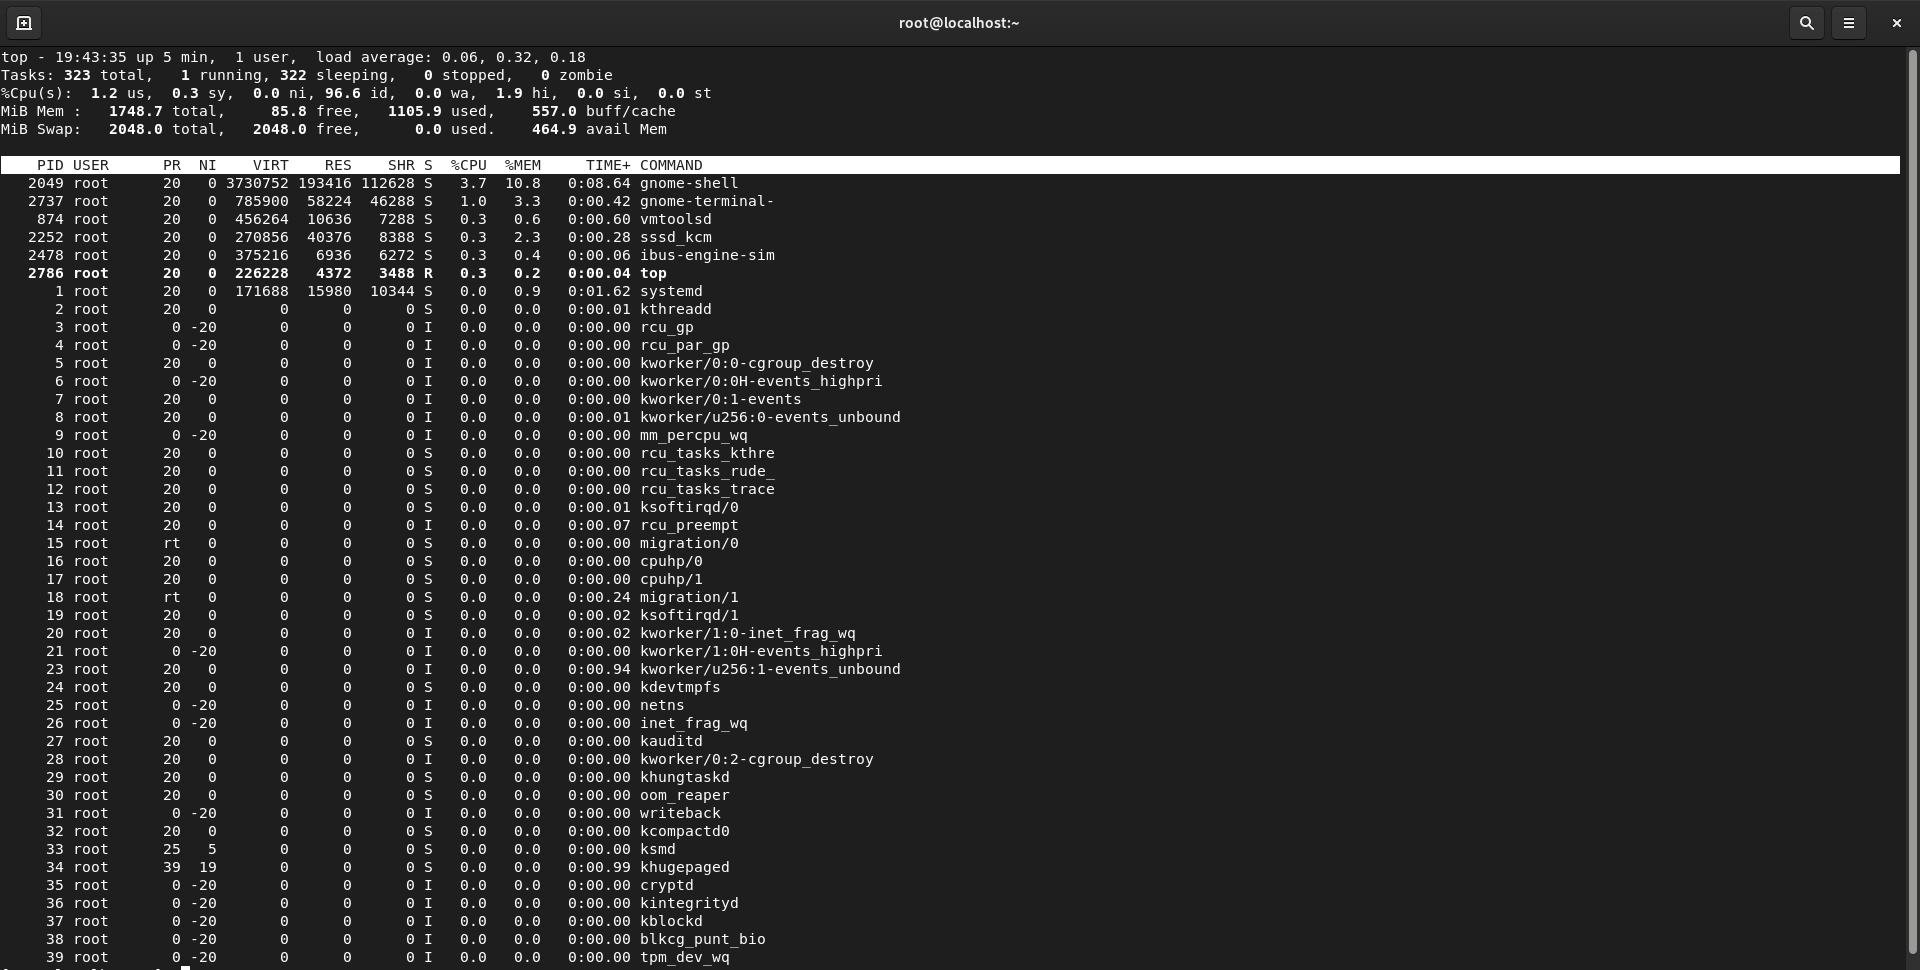 root@localhost:~
top - 19:43:35 up 5 min,  1 user,  load average: 0.06, 0.32, 0.18
Tasks: 323 total,   1 running, 322 sleeping,   0 stopped,   0 zombie
%Cpu(s):  1.2 us,  0.3 sy,  0.0 ni, 96.6 id,  0.0 wa,  1.9 hi,  0.0 si,  0.0 st
MiB Mem :   1748.7 total,     85.8 free,   1105.9 used,    557.0 buff/cache
MiB Swap:   2048.0 total,   2048.0 free,      0.0 used.    464.9 avail Mem
    PID USER      PR  NI    VIRT    RES    SHR S  %CPU  %MEM     TIME+ COMMAND
   2049 root      20   0 3730752 193416 112628 S   3.7  10.8   0:08.64 gnome-shell
   2737 root      20   0  785900  58224  46288 S   1.0   3.3   0:00.42 gnome-terminal-
    874 root      20   0  456264  10636   7288 S   0.3   0.6   0:00.60 vmtoolsd
   2252 root      20   0  270856  40376   8388 S   0.3   2.3   0:00.28 sssd_kcm
   2478 root      20   0  375216   6936   6272 S   0.3   0.4   0:00.06 ibus-engine-sim
   2786 root      20   0  226228   4372   3488 R   0.3   0.2   0:00.04 top
      1 root      20   0  171688  15980  10344 S   0.0   0.9   0:01.62 systemd
      2 root      20   0       0      0      0 S   0.0   0.0   0:00.01 kthreadd
      3 root       0 -20       0      0      0 I   0.0   0.0   0:00.00 rcu_gp
      4 root       0 -20       0      0      0 I   0.0   0.0   0:00.00 rcu_par_gp
      5 root      20   0       0      0      0 I   0.0   0.0   0:00.00 kworker/0:0-cgroup_destroy
      6 root       0 -20       0      0      0 I   0.0   0.0   0:00.00 kworker/0:0H-events_highpri
      7 root      20   0       0      0      0 I   0.0   0.0   0:00.00 kworker/0:1-events
      8 root      20   0       0      0      0 I   0.0   0.0   0:00.01 kworker/u256:0-events_unbound
      9 root       0 -20       0      0      0 I   0.0   0.0   0:00.00 mm_percpu_wq
     10 root      20   0       0      0      0 S   0.0   0.0   0:00.00 rcu_tasks_kthre
     11 root      20   0       0      0      0 S   0.0   0.0   0:00.00 rcu_tasks_rude_
     12 root      20   0       0      0      0 S   0.0   0.0   0:00.00 rcu_tasks_trace
     13 root      20   0       0      0      0 S   0.0   0.0   0:00.01 ksoftirqd/0
     14 root      20   0       0      0      0 I   0.0   0.0   0:00.07 rcu_preempt
     15 root      rt   0       0      0      0 S   0.0   0.0   0:00.00 migration/0
     16 root      20   0       0      0      0 S   0.0   0.0   0:00.00 cpuhp/0
     17 root      20   0       0      0      0 S   0.0   0.0   0:00.00 cpuhp/1
     18 root      rt   0       0      0      0 S   0.0   0.0   0:00.24 migration/1
     19 root      20   0       0      0      0 S   0.0   0.0   0:00.02 ksoftirqd/1
     20 root      20   0       0      0      0 I   0.0   0.0   0:00.02 kworker/1:0-inet_frag_wq
     21 root       0 -20       0      0      0 I   0.0   0.0   0:00.00 kworker/1:0H-events_highpri
     23 root      20   0       0      0      0 I   0.0   0.0   0:00.94 kworker/u256:1-events_unbound
     24 root      20   0       0      0      0 S   0.0   0.0   0:00.00 kdevtmpfs
     25 root       0 -20       0      0      0 I   0.0   0.0   0:00.00 netns
     26 root       0 -20       0      0      0 I   0.0   0.0   0:00.00 inet_frag_wq
     27 root      20   0       0      0      0 S   0.0   0.0   0:00.00 kauditd
     28 root      20   0       0      0      0 I   0.0   0.0   0:00.00 kworker/0:2-cgroup_destroy
     29 root      20   0       0      0      0 S   0.0   0.0   0:00.00 khungtaskd
     30 root      20   0       0      0      0 S   0.0   0.0   0:00.00 oom_reaper
     31 root       0 -20       0      0      0 I   0.0   0.0   0:00.00 writeback
     32 root      20   0       0      0      0 S   0.0   0.0   0:00.00 kcompactd0
     33 root      25   5       0      0      0 S   0.0   0.0   0:00.00 ksmd
     34 root      39  19       0      0      0 S   0.0   0.0   0:00.99 khugepaged
     35 root       0 -20       0      0      0 I   0.0   0.0   0:00.00 cryptd
     36 root       0 -20       0      0      0 I   0.0   0.0   0:00.00 kintegrityd
     37 root       0 -20       0      0      0 I   0.0   0.0   0:00.00 kblockd
     38 root       0 -20       0      0      0 I   0.0   0.0   0:00.00 blkcg_punt_bio
     39 root       0 -20       0      0      0 I   0.0   0.0   0:00.00 tpm_dev_wq